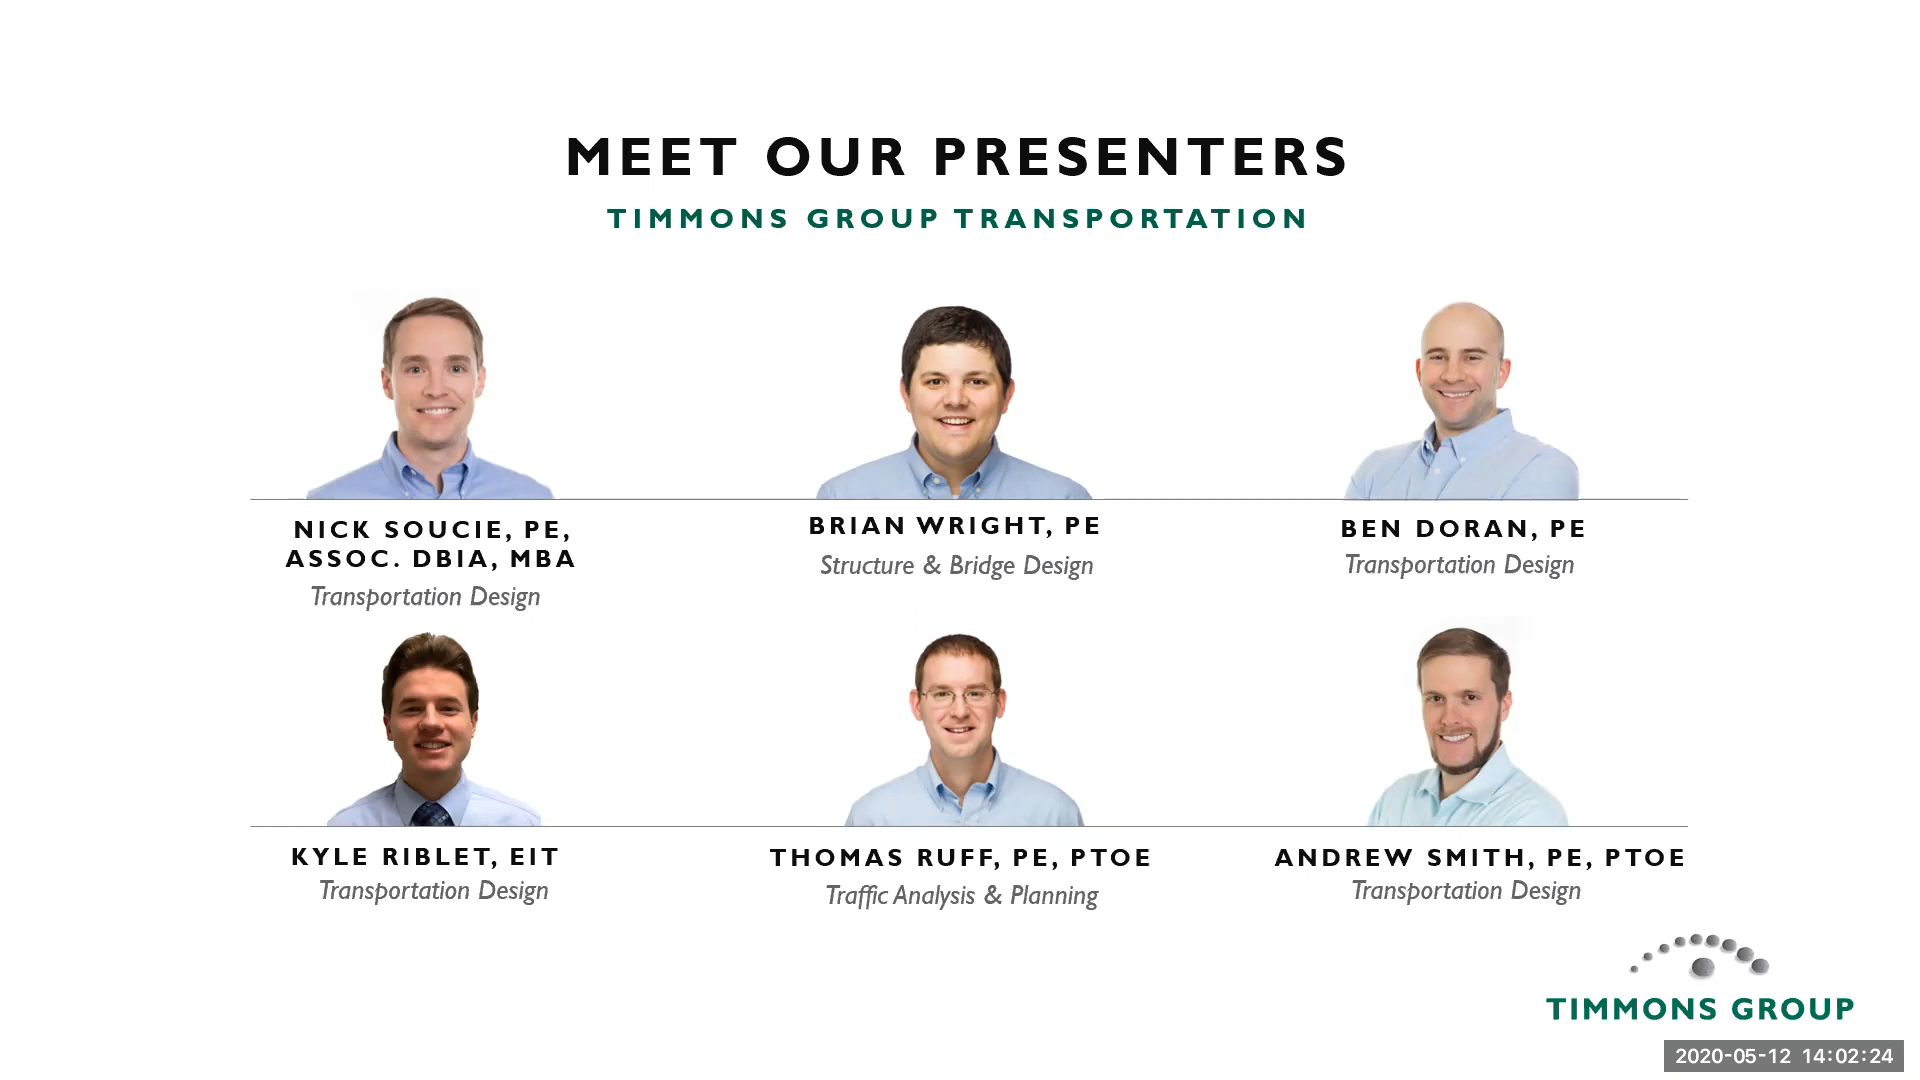 MEET OUR PRESENTERS
TIMMONS GROUP TRANSPORTATION
NICK SOUCIE, PE,
ASSOC. DBIA, MBA
Transportation Design
BRIAN WRIGHT, PE
Structure & Bridge Design
BEN DORAN, PE
Transportation Design
KYLE RIBLET, EIT
Transportation Design
THOMAS RUFF, PE, PTOE
Traffic Analysis & Planning
ANDREW SMITH, PE, PTOE
Transportation Design
TIMMONS GROUP
2020-05-12 14:02:24